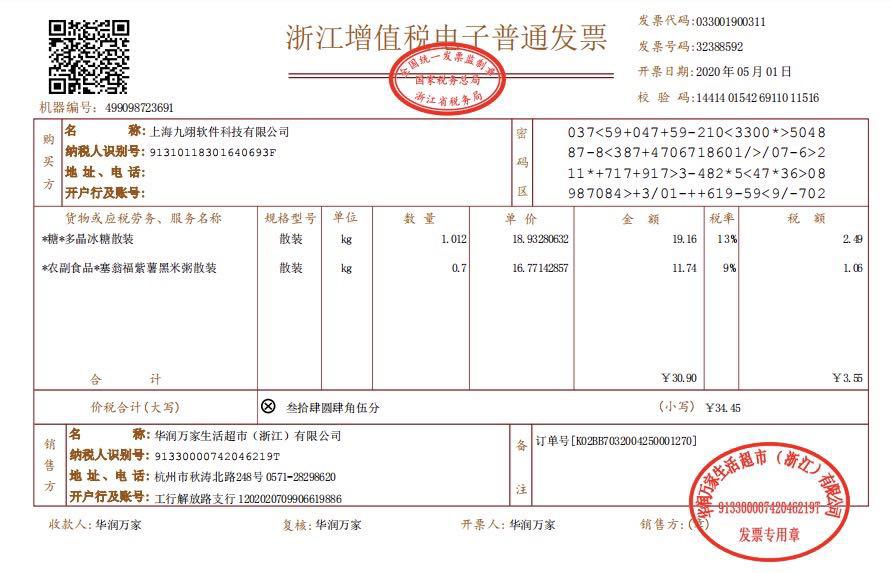 浙江增值税电子普通发票
全国统一发票监制章
国家税务总局
浙江省税务局
发票代码:033001900311
发票号码:32388592
开票日期:2020年05月01日
校 验 码:14414 01542 69110 11516
机器编号: 499098723691
购买方
名 称:上海九翊软件科技有限公司
纳税人识别号:91310118301640693F
地 址、电 话:
开户行及账号:
密码区
037<59+047+59-210<3300*>5048
87-8<387+4706718601/>/07-6>2
11*+717+917>3-482*5<47*36>08
987084>+3/01-++619-59<9/-702
货物或应税劳务、服务名称 规格型号 单位 数 量 单 价 金 额 税率 税 额
*糖*多晶冰糖散装 散装 kg 1.012 18.93280632 19.16 13% 2.49
*农副食品*塞翁福紫薯黑米粥散装 散装 kg 0.7 16.77142857 11.74 9% 1.06
合 计 ¥30.90 ¥3.55
价税合计(大写) ⊗ 叁拾肆圆肆角伍分 (小写) ¥34.45
销售方
名 称:华润万家生活超市(浙江)有限公司
纳税人识别号:91330000742046219T
地 址、电 话:杭州市秋涛北路248号 0571-28298620
开户行及账号:工行解放路支行 1202020709906619886
备注
订单号[K02BB70320042500012​70]
收款人:华润万家 复核:华润万家 开票人:华润万家 销售方:(章)
华润万家生活超市(浙江)有限公司
91330000742046219T
发票专用章